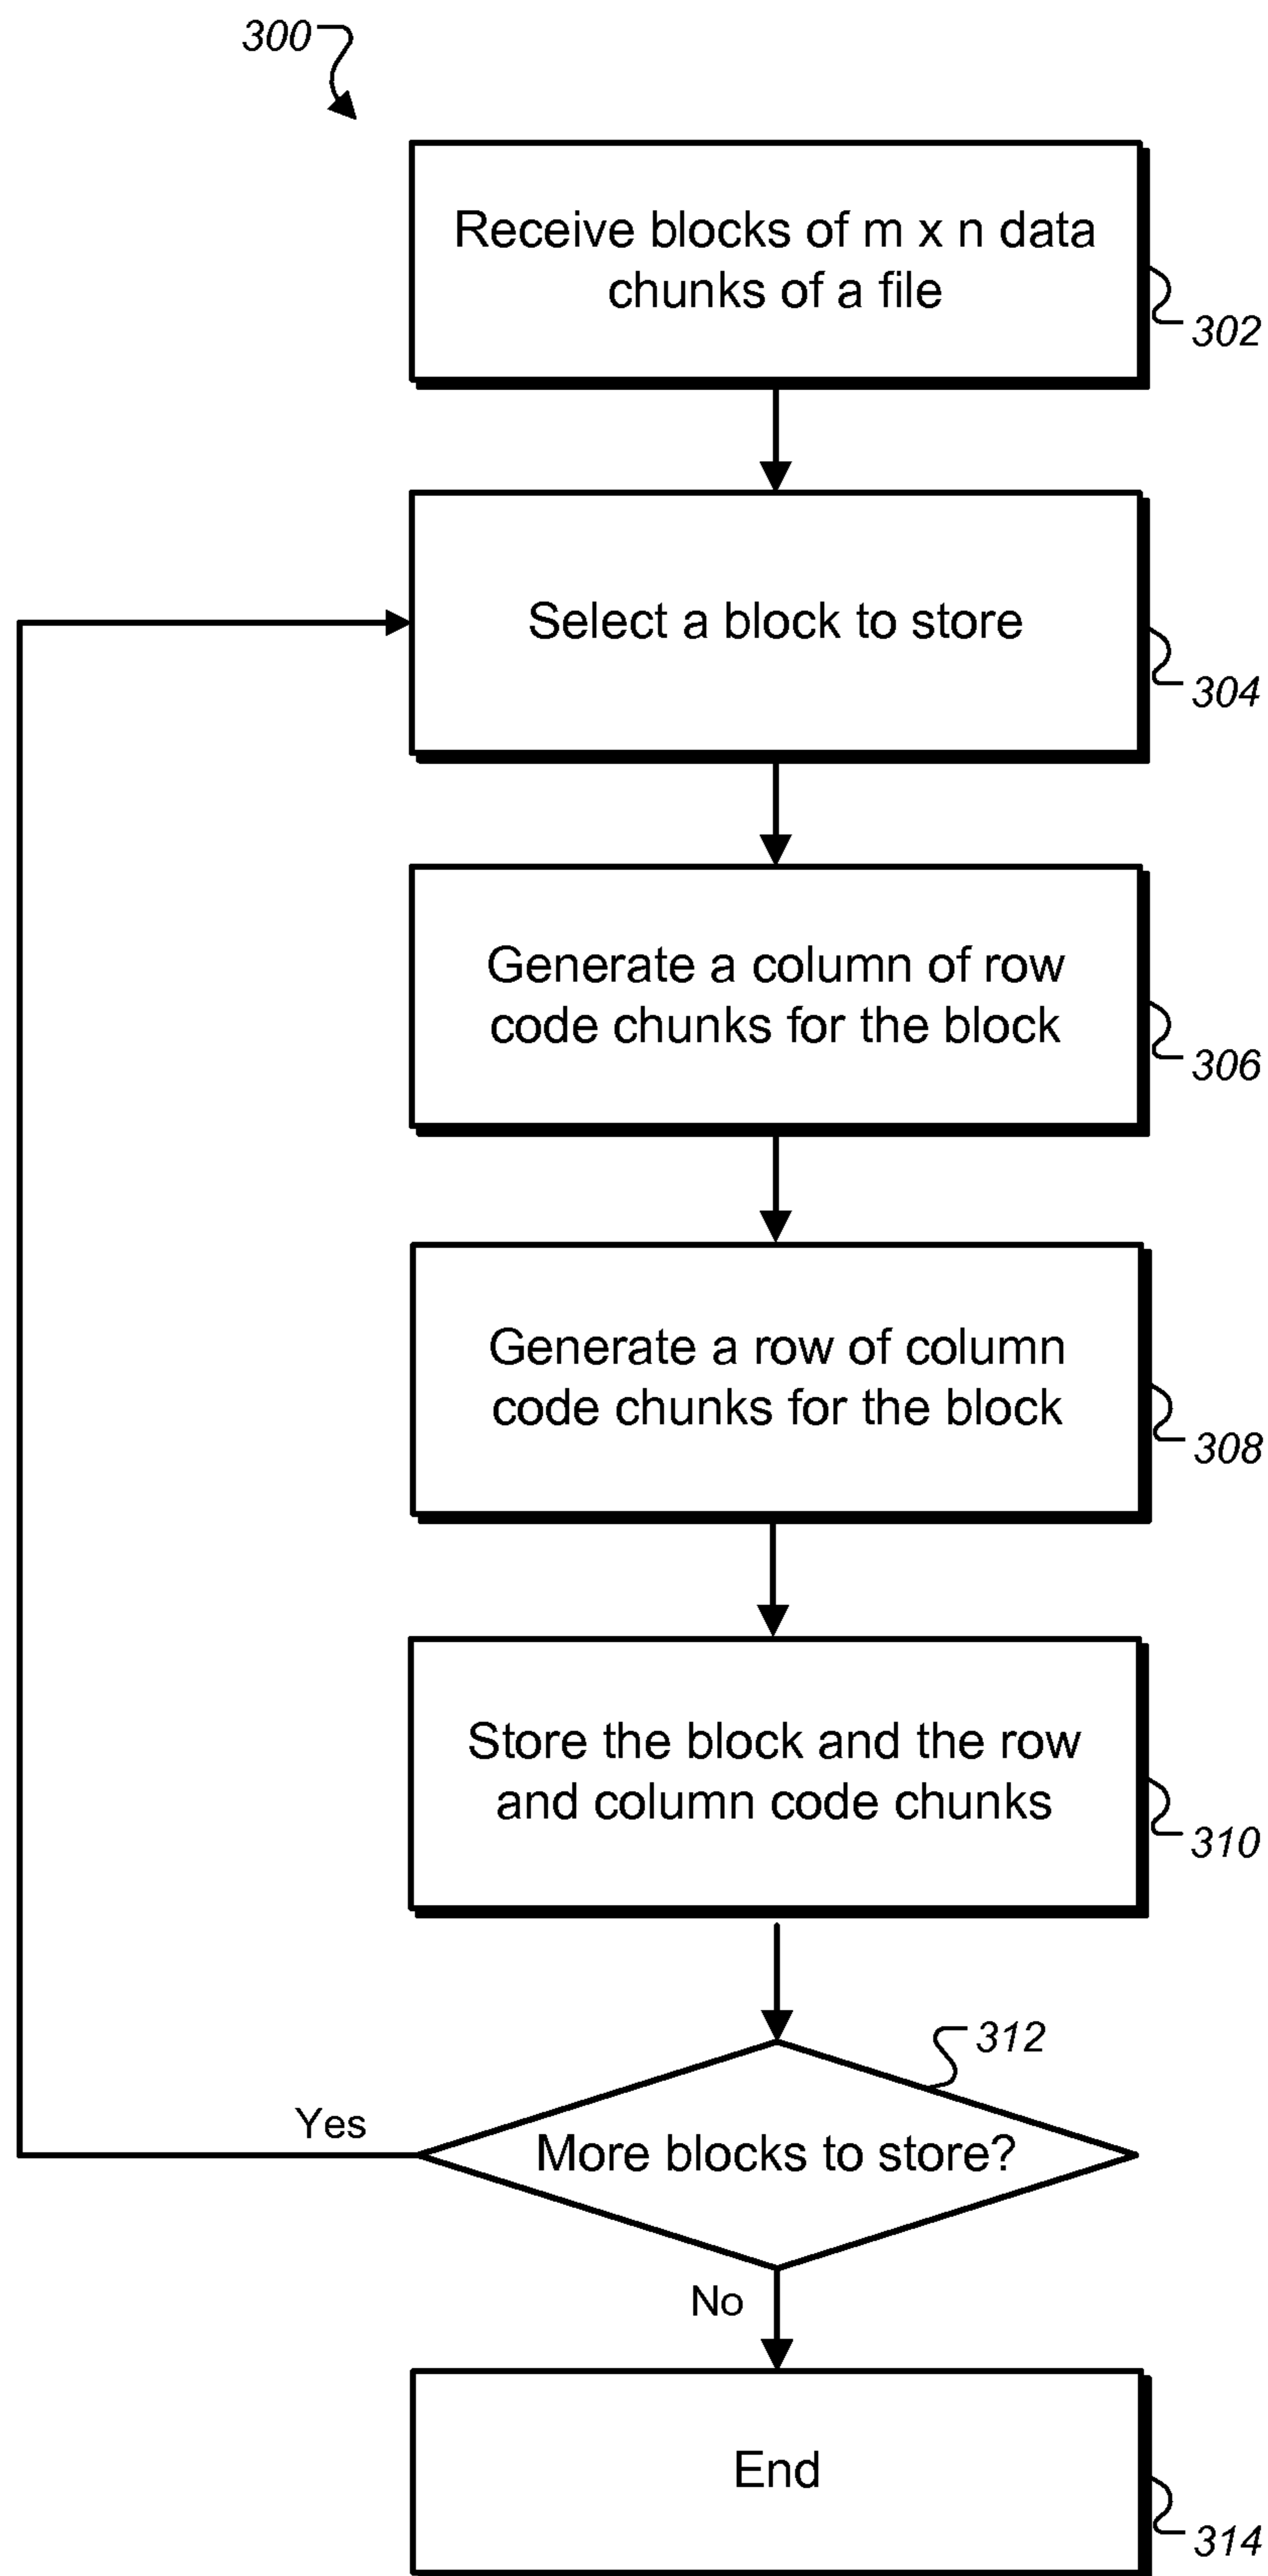 300
Receive blocks of m x n data
chunks of a file
302
Select a block to store
304
Generate a column of row
code chunks for the block
306
Generate a row of column
code chunks for the block
308
Store the block and the row
and column code chunks
310
312
Yes
More blocks to store?
No
End
314